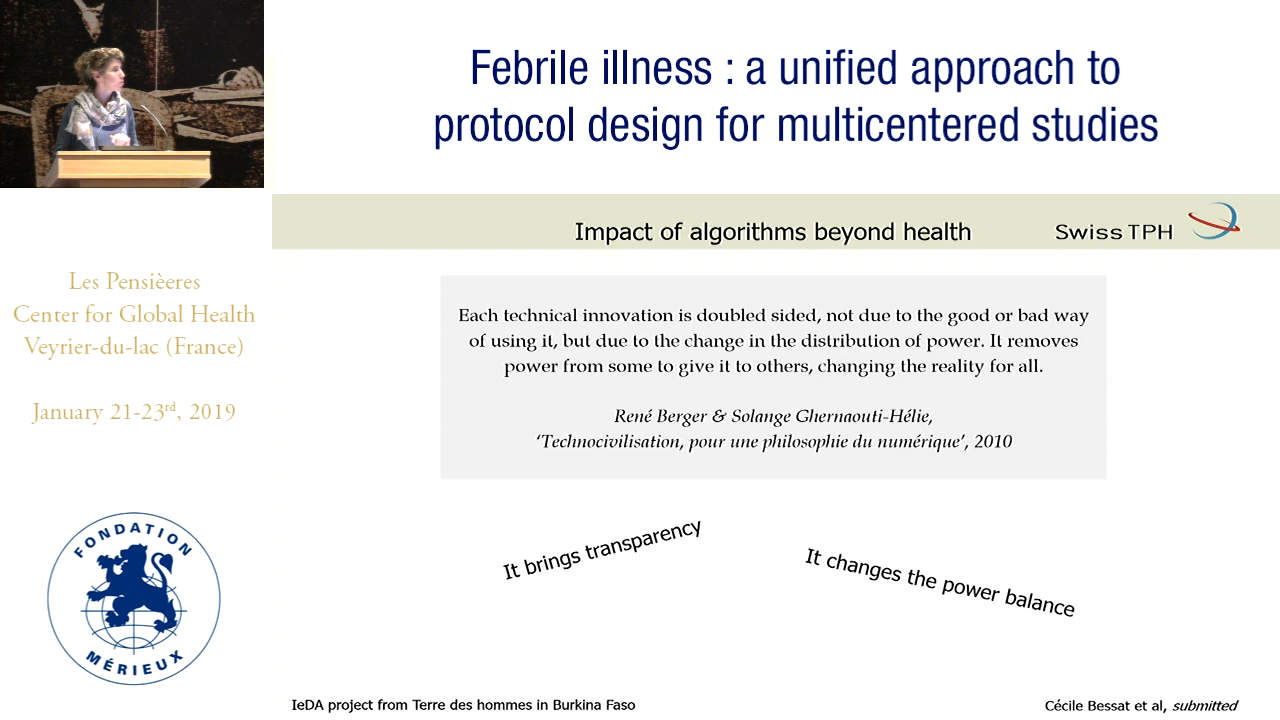 Febrile illness : a unified approach to
protocol design for multicentered studies
Impact of algorithms beyond health
Swiss TPH
Les Pensièeres
Center for Global Health
Veyrier-du-lac (France)
January 21-23rd, 2019
Each technical innovation is doubled sided, not due to the good or bad way
of using it, but due to the change in the distribution of power. It removes
power from some to give it to others, changing the reality for all.
René Berger & Solange Ghernaouti-Hélie,
‘Technocivilisation, pour une philosophie du numérique’, 2010
It brings transparency
It changes the power balance
FONDATION
MÉRIEUX
IeDA project from Terre des hommes in Burkina Faso
Cécile Bessat et al, submitted